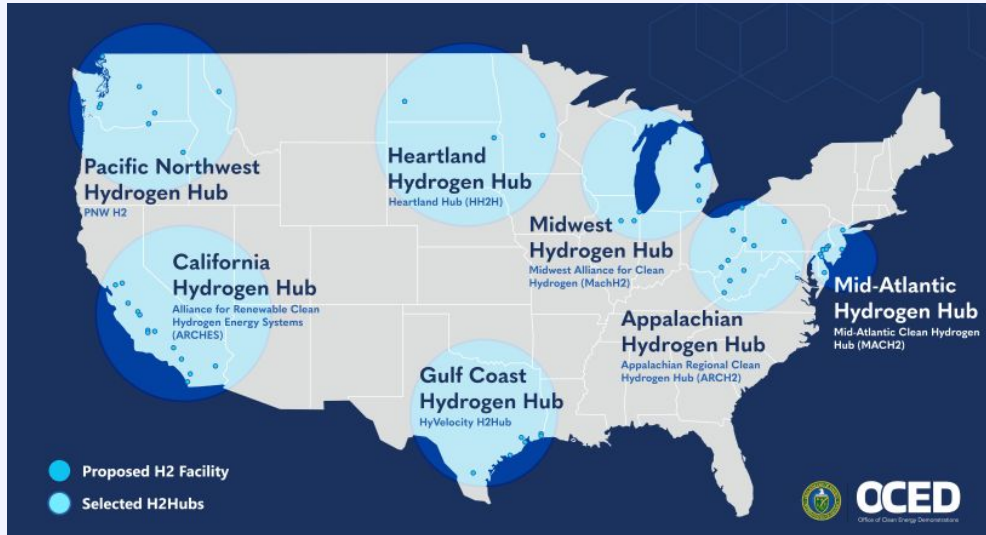 Pacific Northwest
Hydrogen Hub
PNW H2
Heartland
Hydrogen Hub
Heartland Hub (HH2H)
Midwest
Hydrogen Hub
Midwest Alliance for Clean
Hydrogen (MachH2)
California
Hydrogen Hub
Alliance for Renewable Clean
Hydrogen Energy Systems
(ARCHES)
Mid-Atlantic
Hydrogen Hub
Mid-Atlantic Clean Hydrogen
Hub (MACH2)
Appalachian
Hydrogen Hub
Appalachian Regional Clean
Hydrogen Hub (ARCH2)
Gulf Coast
Hydrogen Hub
HyVelocity H2Hub
Proposed H2 Facility
Selected H2Hubs
OCED
Office of Clean Energy Demonstrations